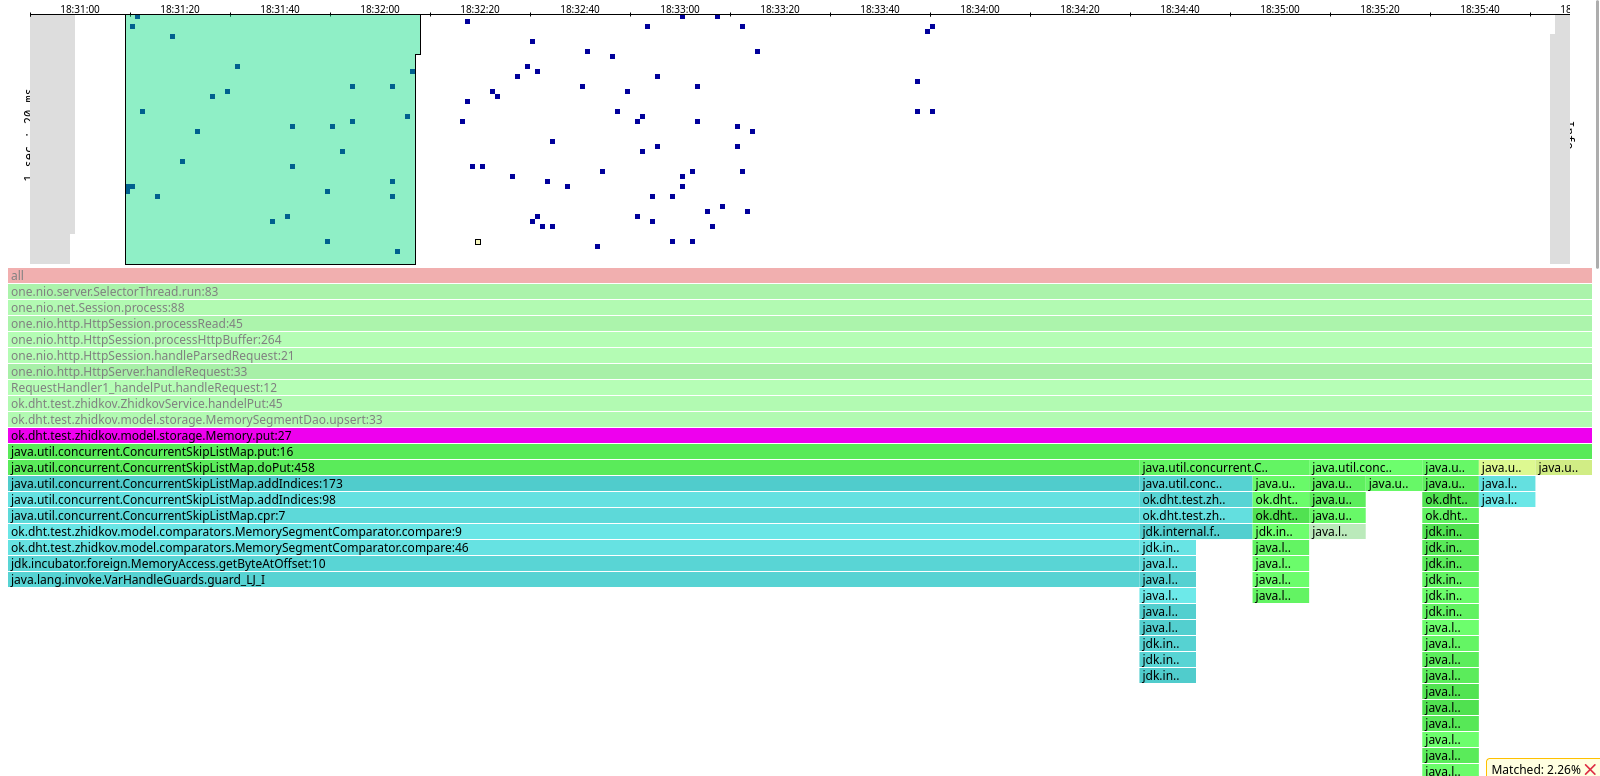 18:31:00 18:31:20 18:31:40 18:32:00 18:32:20 18:32:40 18:33:00 18:33:20 18:33:40 18:34:00 18:34:20 18:34:40 18:35:00 18:35:20 18:35:40 18
1 sec : 20 ms
all
one.nio.server.SelectorThread.run:83
one.nio.net.Session.process:88
one.nio.http.HttpSession.processRead:45
one.nio.http.HttpSession.processHttpBuffer:264
one.nio.http.HttpSession.handleParsedRequest:21
one.nio.http.HttpServer.handleRequest:33
RequestHandler1_handelPut.handleRequest:12
ok.dht.test.zhidkov.ZhidkovService.handelPut:45
ok.dht.test.zhidkov.model.storage.MemorySegmentDao.upsert:33
ok.dht.test.zhidkov.model.storage.Memory.put:27
java.util.concurrent.ConcurrentSkipListMap.put:16
java.util.concurrent.ConcurrentSkipListMap.doPut:458 java.util.concurrent.C.. java.util.conc.. java.u.. java.u.. java.u..
java.util.concurrent.ConcurrentSkipListMap.addIndices:173 java.util.conc.. java.u.. java.u.. java.u.. java.u.. java.l..
java.util.concurrent.ConcurrentSkipListMap.addIndices:98 ok.dht.test.zh.. ok.dht.. java.u.. ok.dht.. java.l..
java.util.concurrent.ConcurrentSkipListMap.cpr:7 ok.dht.test.zh.. ok.dht.. java.u.. ok.dht..
ok.dht.test.zhidkov.model.comparators.MemorySegmentComparator.compare:9 jdk.internal.f.. jdk.in.. java.l.. jdk.in..
ok.dht.test.zhidkov.model.comparators.MemorySegmentComparator.compare:46 jdk.in.. java.l.. jdk.in..
jdk.incubator.foreign.MemoryAccess.getByteAtOffset:10 java.l.. java.l.. jdk.in..
java.lang.invoke.VarHandleGuards.guard_LJ_I java.l.. java.l.. jdk.in..
java.l.. java.l.. jdk.in..
java.l.. jdk.in..
java.l.. java.l..
jdk.in.. java.l..
jdk.in.. java.l..
jdk.in.. java.l..
java.l..
java.l..
java.l..
java.l..
java.l..
java.l..
Matched: 2.26%